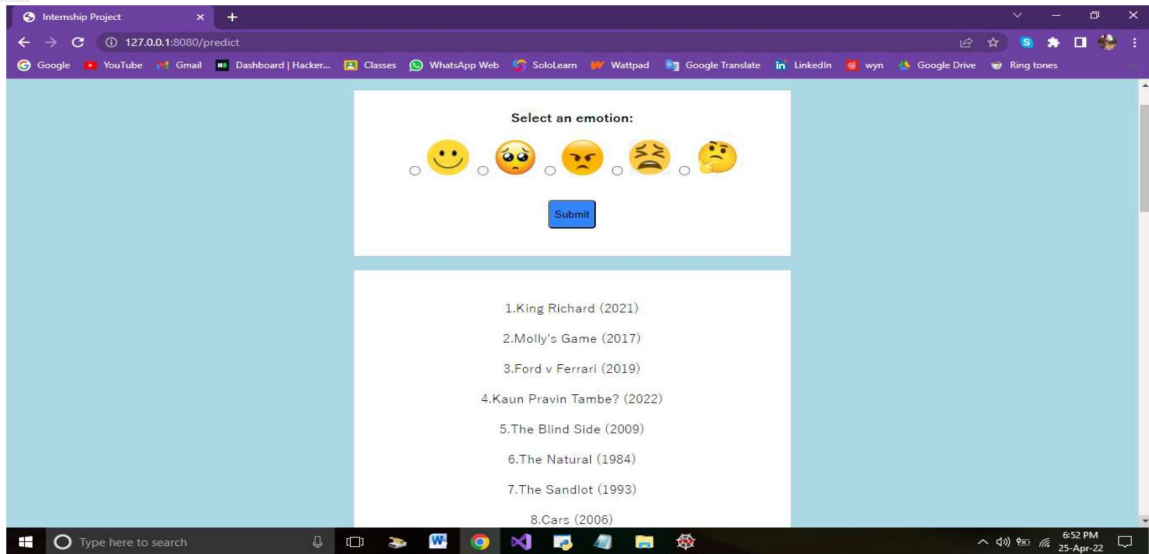 Internship Project
127.0.0.1:8080/predict
Google YouTube Gmail Dashboard | Hacker... Classes WhatsApp Web SoloLearn Wattpad Google Translate LinkedIn wyn Google Drive Ring tones
Select an emotion:
Submit
1.King Richard (2021)
2.Molly's Game (2017)
3.Ford v Ferrari (2019)
4.Kaun Pravin Tambe? (2022)
5.The Blind Side (2009)
6.The Natural (1984)
7.The Sandlot (1993)
8.Cars (2006)
Type here to search
6:52 PM
25-Apr-22